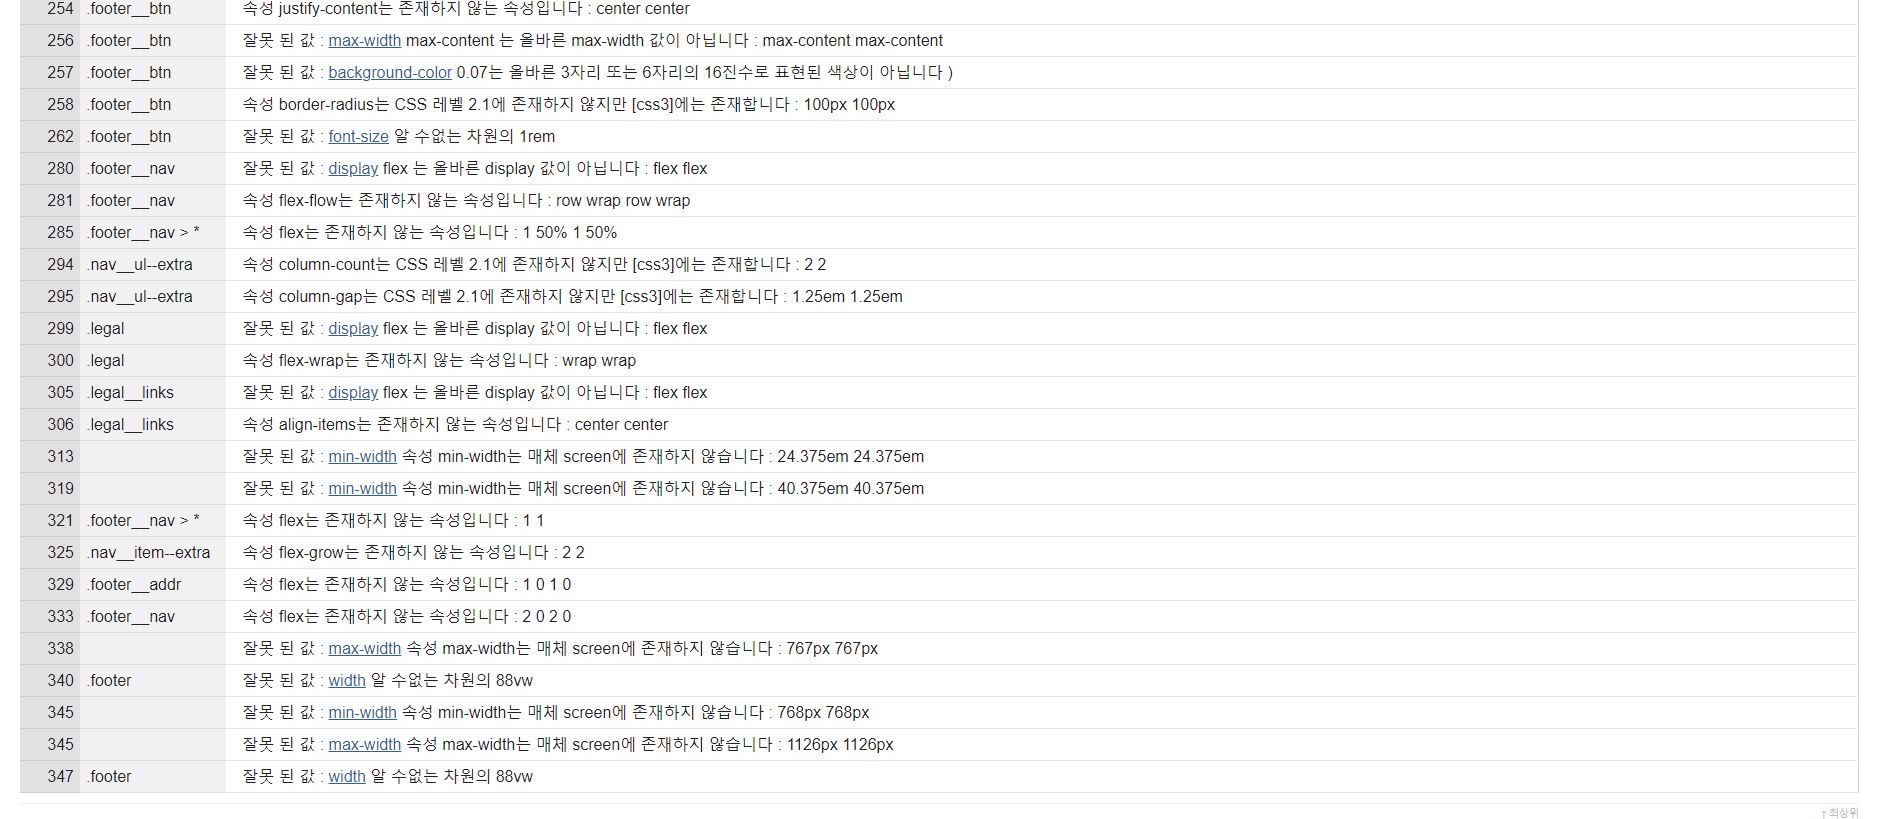 254 .footer__btn 속성 justify-content는 존재하지 않는 속성입니다 : center center
256 .footer__btn 잘못 된 값 : max-width max-content 는 올바른 max-width 값이 아닙니다 : max-content max-content
257 .footer__btn 잘못 된 값 : background-color 0.07는 올바른 3자리 또는 6자리의 16진수로 표현된 색상이 아닙니다 )
258 .footer__btn 속성 border-radius는 CSS 레벨 2.1에 존재하지 않지만 [css3]에는 존재합니다 : 100px 100px
262 .footer__btn 잘못 된 값 : font-size 알 수없는 차원의 1rem
280 .footer__nav 잘못 된 값 : display flex 는 올바른 display 값이 아닙니다 : flex flex
281 .footer__nav 속성 flex-flow는 존재하지 않는 속성입니다 : row wrap row wrap
285 .footer__nav > * 속성 flex는 존재하지 않는 속성입니다 : 1 50% 1 50%
294 .nav__ul--extra 속성 column-count는 CSS 레벨 2.1에 존재하지 않지만 [css3]에는 존재합니다 : 2 2
295 .nav__ul--extra 속성 column-gap는 CSS 레벨 2.1에 존재하지 않지만 [css3]에는 존재합니다 : 1.25em 1.25em
299 .legal 잘못 된 값 : display flex 는 올바른 display 값이 아닙니다 : flex flex
300 .legal 속성 flex-wrap는 존재하지 않는 속성입니다 : wrap wrap
305 .legal__links 잘못 된 값 : display flex 는 올바른 display 값이 아닙니다 : flex flex
306 .legal__links 속성 align-items는 존재하지 않는 속성입니다 : center center
313 잘못 된 값 : min-width 속성 min-width는 매체 screen에 존재하지 않습니다 : 24.375em 24.375em
319 잘못 된 값 : min-width 속성 min-width는 매체 screen에 존재하지 않습니다 : 40.375em 40.375em
321 .footer__nav > * 속성 flex는 존재하지 않는 속성입니다 : 1 1
325 .nav__item--extra 속성 flex-grow는 존재하지 않는 속성입니다 : 2 2
329 .footer__addr 속성 flex는 존재하지 않는 속성입니다 : 1 0 1 0
333 .footer__nav 속성 flex는 존재하지 않는 속성입니다 : 2 0 2 0
338 잘못 된 값 : max-width 속성 max-width는 매체 screen에 존재하지 않습니다 : 767px 767px
340 .footer 잘못 된 값 : width 알 수없는 차원의 88vw
345 잘못 된 값 : min-width 속성 min-width는 매체 screen에 존재하지 않습니다 : 768px 768px
345 잘못 된 값 : max-width 속성 max-width는 매체 screen에 존재하지 않습니다 : 1126px 1126px
347 .footer 잘못 된 값 : width 알 수없는 차원의 88vw
↑ 최상위